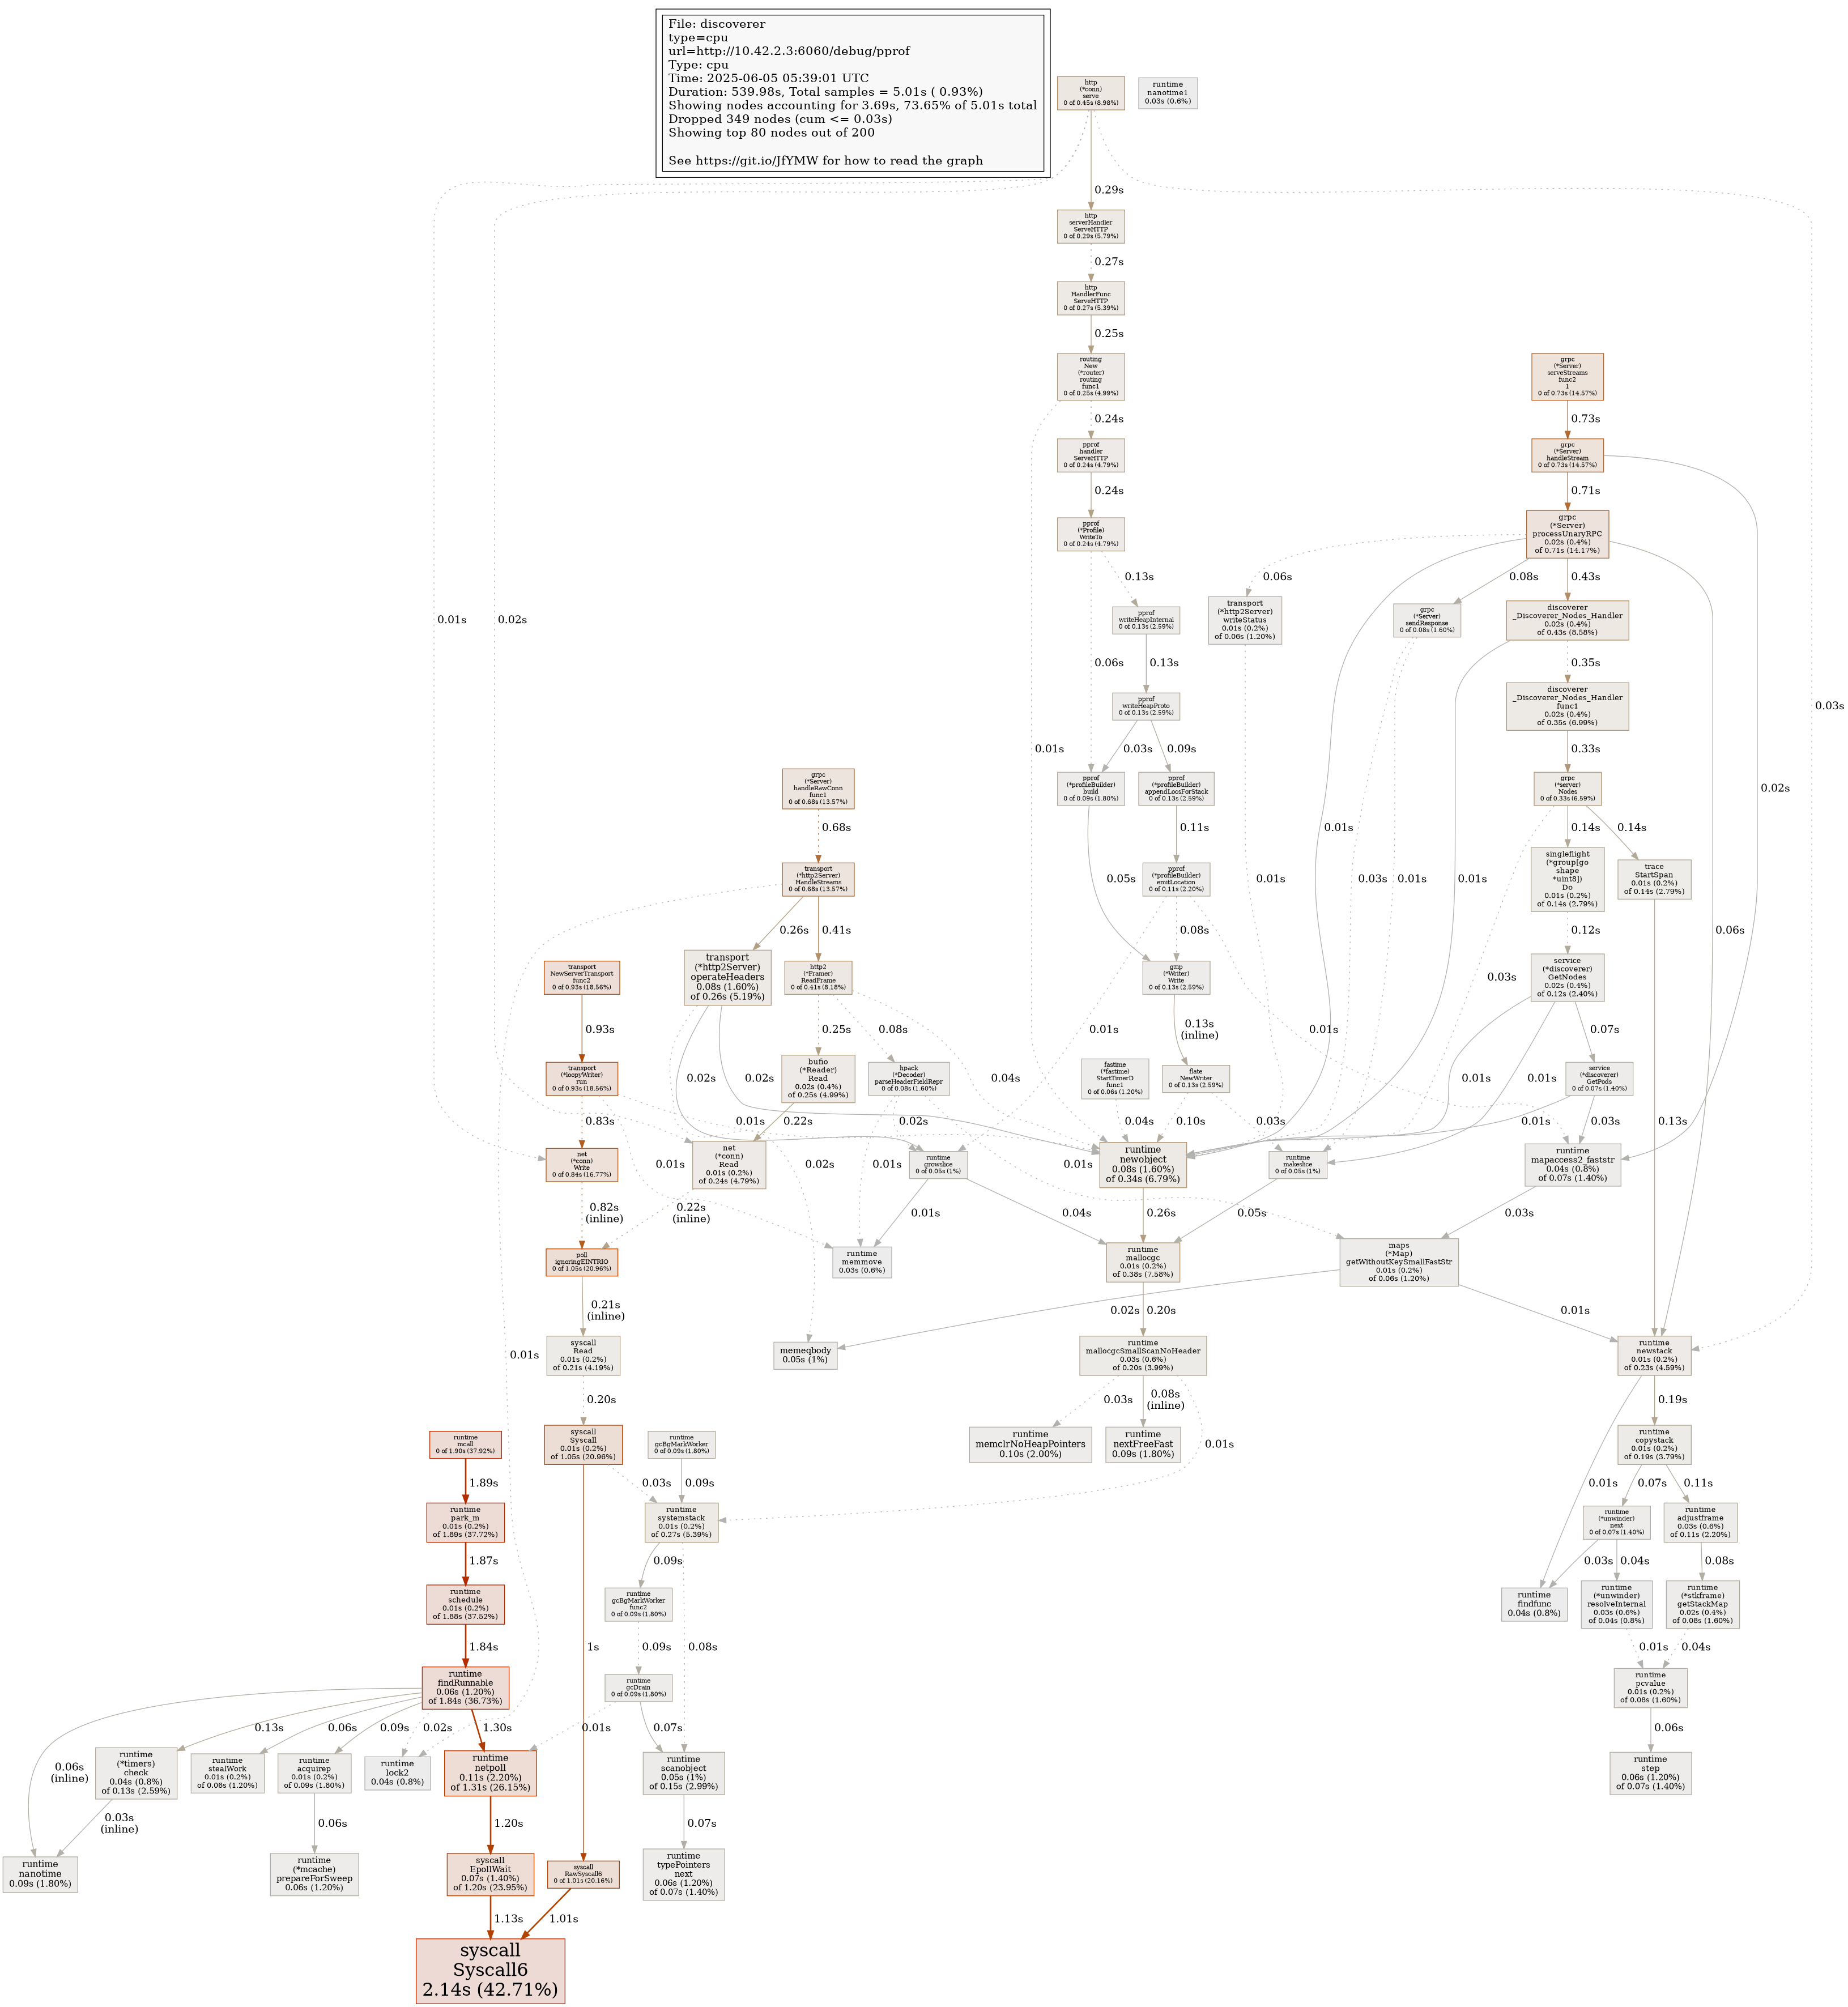 File: discoverer
type=cpu
url=http://10.42.2.3:6060/debug/pprof
Type: cpu
Time: 2025-06-05 05:39:01 UTC
Duration: 539.98s, Total samples = 5.01s ( 0.93%)
Showing nodes accounting for 3.69s, 73.65% of 5.01s total
Dropped 349 nodes (cum <= 0.03s)
Showing top 80 nodes out of 200
See https://git.io/JfYMW for how to read the graph
http
(*conn)
serve
0 of 0.45s (8.98%)
runtime
nanotime1
0.03s (0.6%)
0.29s
http
serverHandler
ServeHTTP
0 of 0.29s (5.79%)
0.27s
http
HandlerFunc
ServeHTTP
0 of 0.27s (5.39%)
0.25s
routing
New
(*router)
routing
func1
0 of 0.25s (4.99%)
grpc
(*Server)
serveStreams
func2
1
0 of 0.73s (14.57%)
0.24s
0.73s
pprof
handler
ServeHTTP
0 of 0.24s (4.79%)
grpc
(*Server)
handleStream
0 of 0.73s (14.57%)
0.24s
0.71s
pprof
(*Profile)
WriteTo
0 of 0.24s (4.79%)
grpc
(*Server)
processUnaryRPC
0.02s (0.4%)
of 0.71s (14.17%)
0.13s
0.06s
0.08s
0.43s
0.01s
0.02s
pprof
writeHeapInternal
0 of 0.13s (2.59%)
transport
(*http2Server)
writeStatus
0.01s (0.2%)
of 0.06s (1.20%)
grpc
(*Server)
sendResponse
0 of 0.08s (1.60%)
discoverer
_Discoverer_Nodes_Handler
0.02s (0.4%)
of 0.43s (8.58%)
0.06s
0.13s
0.35s
0.03s
pprof
writeHeapProto
0 of 0.13s (2.59%)
discoverer
_Discoverer_Nodes_Handler
func1
0.02s (0.4%)
of 0.35s (6.99%)
0.01s
0.03s
0.09s
0.33s
grpc
(*Server)
handleRawConn
func1
0 of 0.68s (13.57%)
pprof
(*profileBuilder)
build
0 of 0.09s (1.80%)
pprof
(*profileBuilder)
appendLocsForStack
0 of 0.13s (2.59%)
grpc
(*server)
Nodes
0 of 0.33s (6.59%)
0.02s
0.68s
0.11s
0.01s
0.14s
0.14s
transport
(*http2Server)
HandleStreams
0 of 0.68s (13.57%)
0.05s
pprof
(*profileBuilder)
emitLocation
0 of 0.11s (2.20%)
0.01s
0.03s
0.01s
0.01s
singleflight
(*group[go
shape
*uint8])
Do
0.01s (0.2%)
of 0.14s (2.79%)
trace
StartSpan
0.01s (0.2%)
of 0.14s (2.79%)
0.26s
0.41s
0.08s
0.12s
0.06s
transport
NewServerTransport
func2
0 of 0.93s (18.56%)
transport
(*http2Server)
operateHeaders
0.08s (1.60%)
of 0.26s (5.19%)
http2
(*Framer)
ReadFrame
0 of 0.41s (8.18%)
gzip
(*Writer)
Write
0 of 0.13s (2.59%)
0.03s
service
(*discoverer)
GetNodes
0.02s (0.4%)
of 0.12s (2.40%)
0.93s
0.25s
0.08s
0.01s
0.13s
(inline)
0.01s
0.07s
transport
(*loopyWriter)
run
0 of 0.93s (18.56%)
0.02s
0.02s
bufio
(*Reader)
Read
0.02s (0.4%)
of 0.25s (4.99%)
hpack
(*Decoder)
parseHeaderFieldRepr
0 of 0.08s (1.60%)
0.04s
fastime
(*fastime)
StartTimerD
func1
0 of 0.06s (1.20%)
flate
NewWriter
0 of 0.13s (2.59%)
0.01s
0.01s
service
(*discoverer)
GetPods
0 of 0.07s (1.40%)
0.83s
0.01s
0.22s
0.02s
0.04s
0.10s
0.03s
0.01s
0.03s
0.13s
net
(*conn)
Write
0 of 0.84s (16.77%)
0.01s
net
(*conn)
Read
0.01s (0.2%)
of 0.24s (4.79%)
0.02s
0.01s
runtime
growslice
0 of 0.05s (1%)
0.01s
runtime
newobject
0.08s (1.60%)
of 0.34s (6.79%)
runtime
makeslice
0 of 0.05s (1%)
runtime
mapaccess2_faststr
0.04s (0.8%)
of 0.07s (1.40%)
0.82s
(inline)
0.22s
(inline)
0.01s
0.04s
0.26s
0.05s
0.03s
poll
ignoringEINTRIO
0 of 1.05s (20.96%)
runtime
memmove
0.03s (0.6%)
runtime
mallocgc
0.01s (0.2%)
of 0.38s (7.58%)
maps
(*Map)
getWithoutKeySmallFastStr
0.01s (0.2%)
of 0.06s (1.20%)
0.21s
(inline)
0.02s
0.20s
0.01s
0.01s
syscall
Read
0.01s (0.2%)
of 0.21s (4.19%)
memeqbody
0.05s (1%)
runtime
mallocgcSmallScanNoHeader
0.03s (0.6%)
of 0.20s (3.99%)
runtime
newstack
0.01s (0.2%)
of 0.23s (4.59%)
0.20s
0.03s
0.08s
(inline)
0.01s
0.19s
runtime
mcall
0 of 1.90s (37.92%)
syscall
Syscall
0.01s (0.2%)
of 1.05s (20.96%)
runtime
gcBgMarkWorker
0 of 0.09s (1.80%)
runtime
memclrNoHeapPointers
0.10s (2.00%)
runtime
nextFreeFast
0.09s (1.80%)
runtime
copystack
0.01s (0.2%)
of 0.19s (3.79%)
1.89s
0.03s
0.09s
0.01s
0.07s
0.11s
runtime
park_m
0.01s (0.2%)
of 1.89s (37.72%)
runtime
systemstack
0.01s (0.2%)
of 0.27s (5.39%)
runtime
(*unwinder)
next
0 of 0.07s (1.40%)
runtime
adjustframe
0.03s (0.6%)
of 0.11s (2.20%)
1.87s
0.09s
0.03s
0.04s
0.08s
runtime
schedule
0.01s (0.2%)
of 1.88s (37.52%)
runtime
gcBgMarkWorker
func2
0 of 0.09s (1.80%)
runtime
findfunc
0.04s (0.8%)
runtime
(*unwinder)
resolveInternal
0.03s (0.6%)
of 0.04s (0.8%)
runtime
(*stkframe)
getStackMap
0.02s (0.4%)
of 0.08s (1.60%)
1.84s
1s
0.09s
0.08s
0.01s
0.04s
runtime
findRunnable
0.06s (1.20%)
of 1.84s (36.73%)
runtime
gcDrain
0 of 0.09s (1.80%)
runtime
pcvalue
0.01s (0.2%)
of 0.08s (1.60%)
0.06s
(inline)
0.13s
0.06s
0.09s
0.02s
1.30s
0.01s
0.07s
0.06s
runtime
(*timers)
check
0.04s (0.8%)
of 0.13s (2.59%)
runtime
stealWork
0.01s (0.2%)
of 0.06s (1.20%)
runtime
acquirep
0.01s (0.2%)
of 0.09s (1.80%)
runtime
lock2
0.04s (0.8%)
runtime
netpoll
0.11s (2.20%)
of 1.31s (26.15%)
runtime
scanobject
0.05s (1%)
of 0.15s (2.99%)
runtime
step
0.06s (1.20%)
of 0.07s (1.40%)
0.03s
(inline)
0.06s
1.20s
0.07s
runtime
nanotime
0.09s (1.80%)
runtime
(*mcache)
prepareForSweep
0.06s (1.20%)
syscall
EpollWait
0.07s (1.40%)
of 1.20s (23.95%)
syscall
RawSyscall6
0 of 1.01s (20.16%)
runtime
typePointers
next
0.06s (1.20%)
of 0.07s (1.40%)
1.13s
1.01s
syscall
Syscall6
2.14s (42.71%)